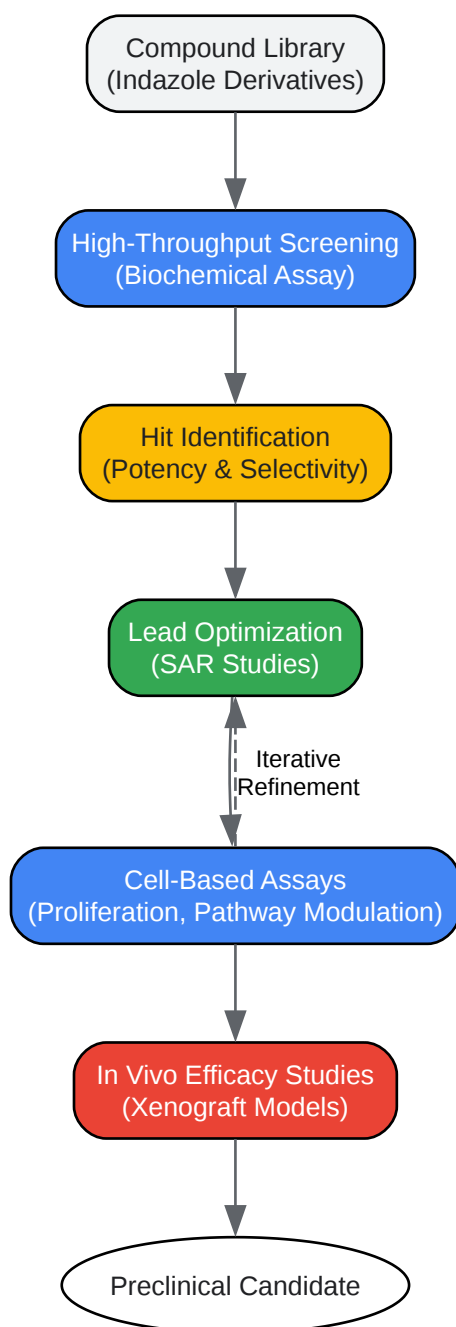 Compound Library
(Indazole Derivatives)
High-Throughput Screening
(Biochemical Assay)
Hit Identification
(Potency & Selectivity)
Lead Optimization
(SAR Studies)
Iterative
Refinement
Cell-Based Assays
(Proliferation, Pathway Modulation)
In Vivo Efficacy Studies
(Xenograft Models)
Preclinical Candidate